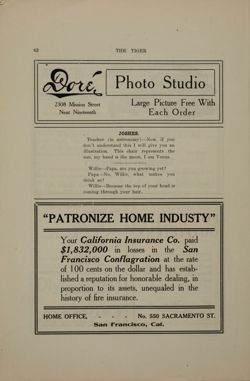 62
THE TIGER
Doré
Photo Studio
2308 Mission Street
Near Nineteenth
Large Picture Free With
Each Order
JOSHES.
Teacher (in astronomy)—Now, if you
don't understand this I will give you an
illustration. This chair represents the
sun, my hand is the moon, I am Venus.
Willie—Papa, are you growing yet?
Papa—No, Willie, what makes you
think so?
Willie—Because the top of your head is
coming through your hair.
"PATRONIZE HOME INDUSTY"
Your California Insurance Co. paid
$1,832,000 in losses in the San
Francisco Conflagration at the rate
of 100 cents on the dollar and has estab-
lished a reputation for honorable dealing, in
proportion to its assets, unequaled in the
history of fire insurance.
HOME OFFICE, - - - No. 550 SACRAMENTO ST.
San Francisco, Cal.